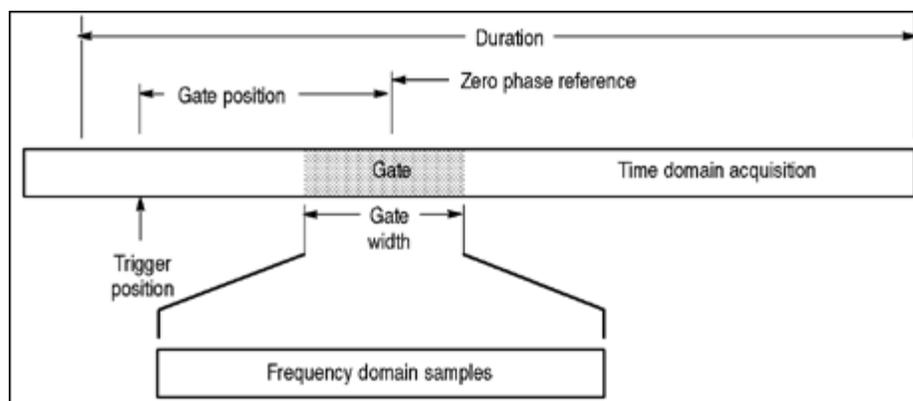 Duration
Zero phase reference
Gate position
Gate
Time domain acquisition
Gate
width
Trigger
position
Frequency domain samples